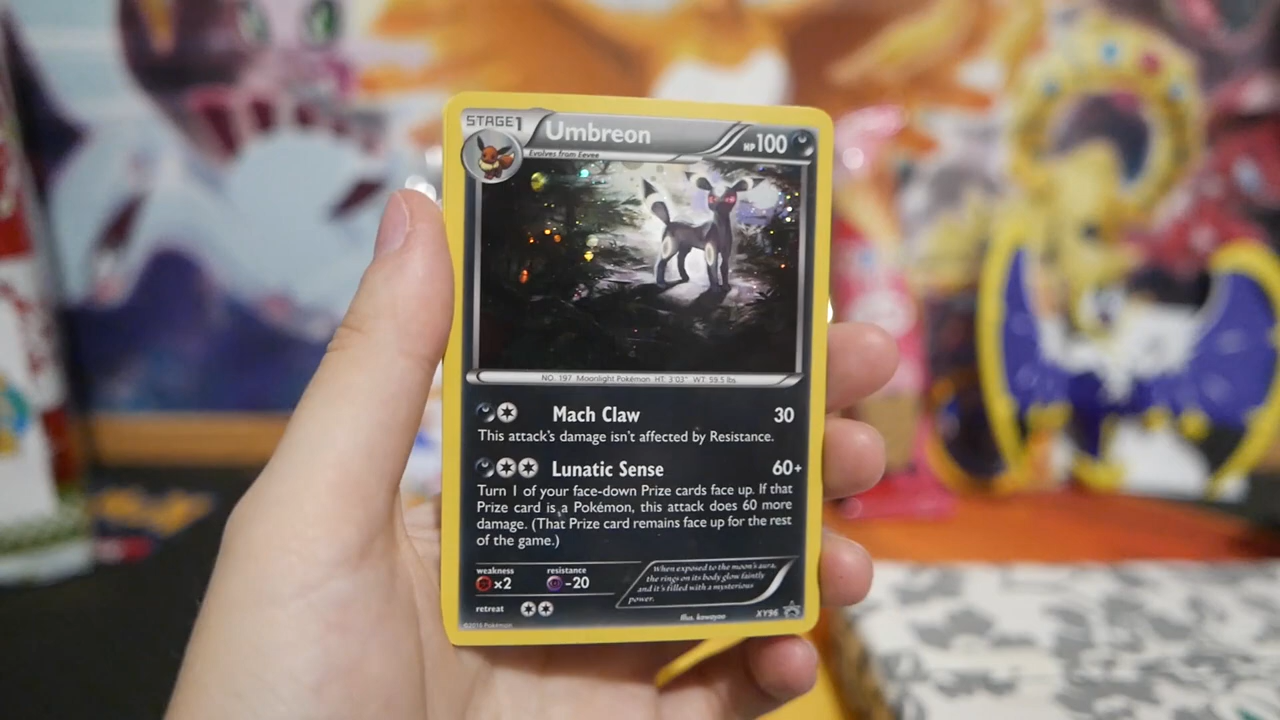 STAGE1
Umbreon
HP 100
Evolves from Eevee
NO. 197 Moonlight Pokémon HT: 3'03" WT: 59.5 lbs
Mach Claw 30
This attack's damage isn't affected by Resistance.
Lunatic Sense 60+
Turn 1 of your face-down Prize cards face up. If that
Prize card is a Pokémon, this attack does 60 more
damage. (That Prize card remains face up for the rest
of the game.)
weakness
×2
resistance
-20
When exposed to the moon's aura,
the rings on its body glow faintly
and it's filled with a mysterious
power.
retreat
Illus. kawayoo
XY96
©2016 Pokémon